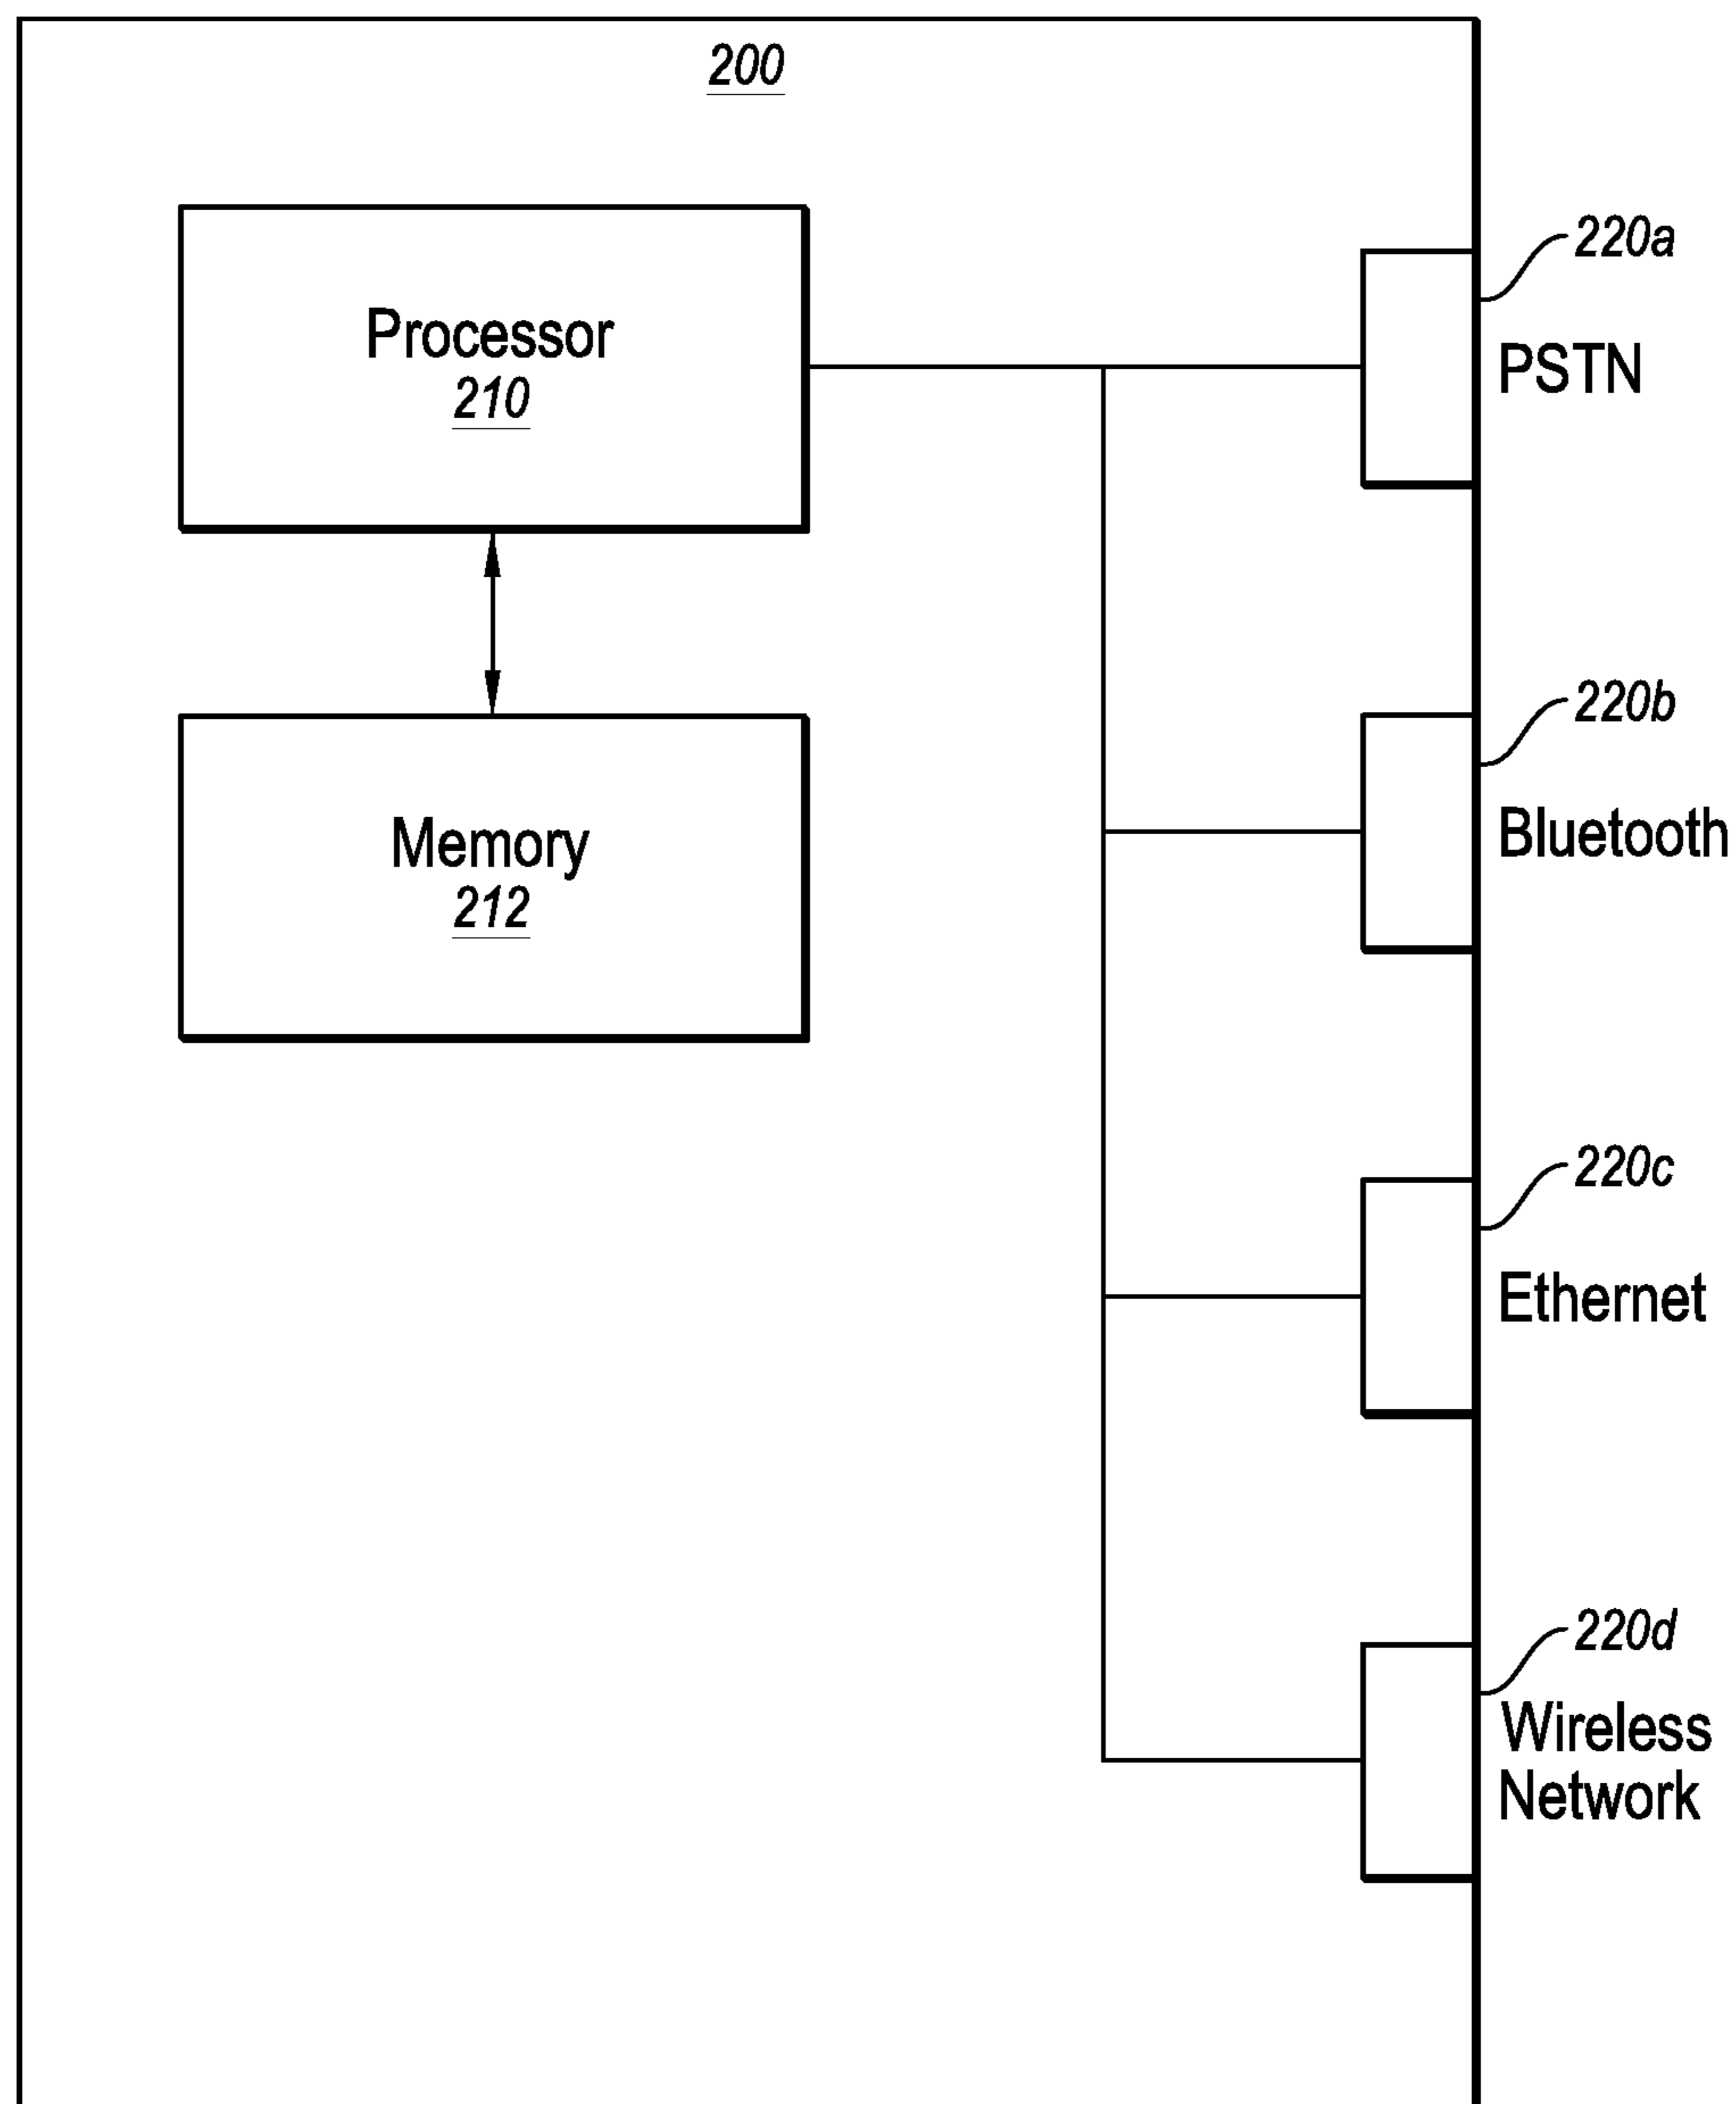 200
Processor
210
Memory
212
220a
PSTN
220b
Bluetooth
220c
Ethernet
220d
Wireless
Network